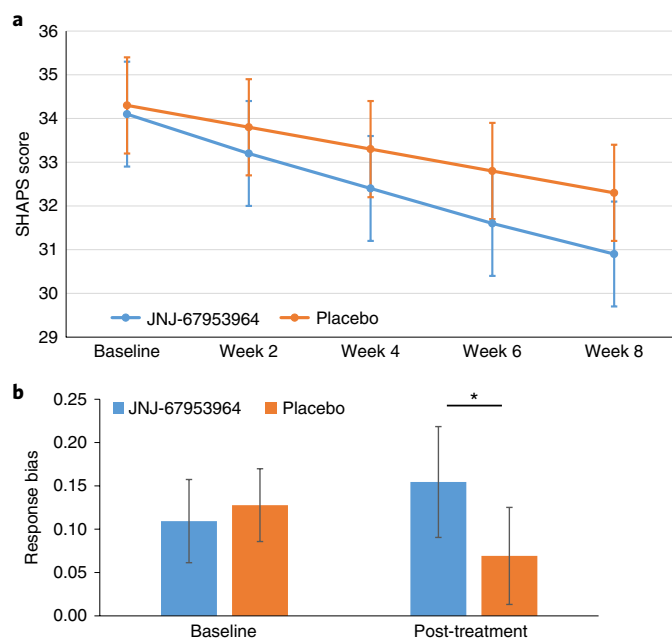 a
36
35
34
33
32
31
30
29
SHAPS score
JNJ-67953964 Placebo
Baseline Week 2 Week 4 Week 6 Week 8
b
0.25
0.20
0.15
0.10
0.05
0.00
Response bias
JNJ-67953964 Placebo
*
Baseline Post-treatment